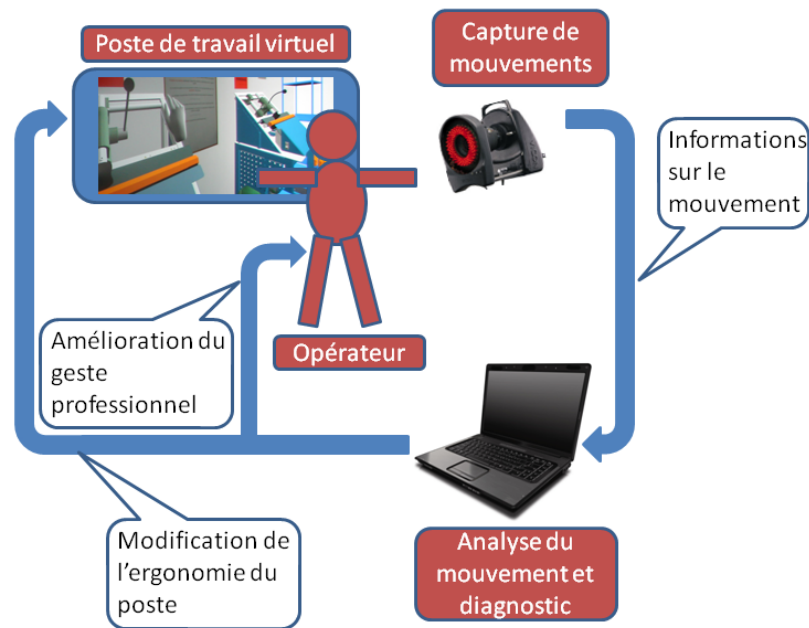 Poste de travail virtuel
Capture de
mouvements
Informations
sur le
mouvement
Amélioration du
geste
professionnel
Opérateur
Modification de
l'ergonomie du
poste
Analyse du
mouvement et
diagnostic